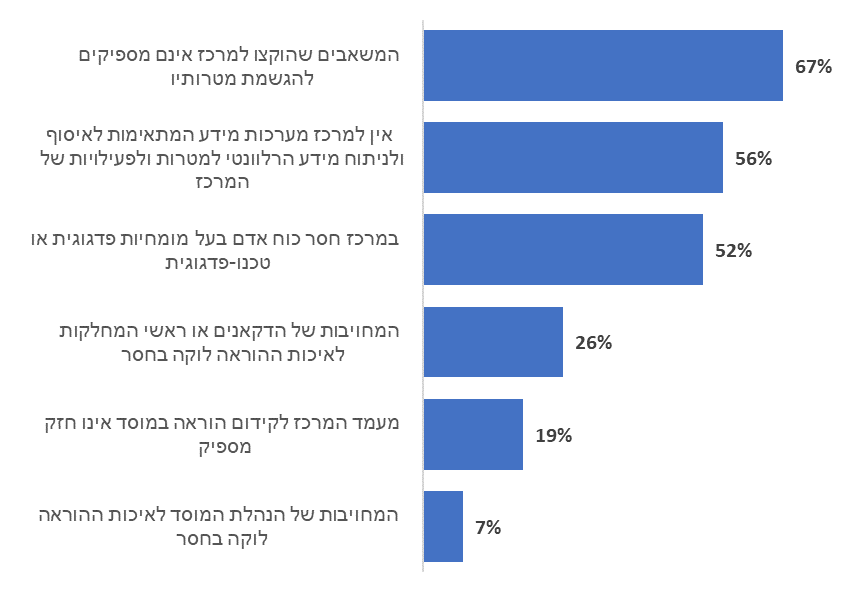 המשאבים שהוקצו למרכז אינם מספיקים
להגשמת מטרותיו
67%
אין למרכז מערכות מידע המתאימות לאיסוף
ולניתוח מידע הרלוונטי למטרות ולפעילויות של
המרכז
56%
במרכז חסר כוח אדם בעל מומחיות פדגוגית או
טכנו-פדגוגית
52%
המחויבות של הדקאנים או ראשי המחלקות
לאיכות ההוראה לוקה בחסר
26%
מעמד המרכז לקידום הוראה במוסד אינו חזק
מספיק
19%
המחויבות של הנהלת המוסד לאיכות ההוראה
לוקה בחסר
7%